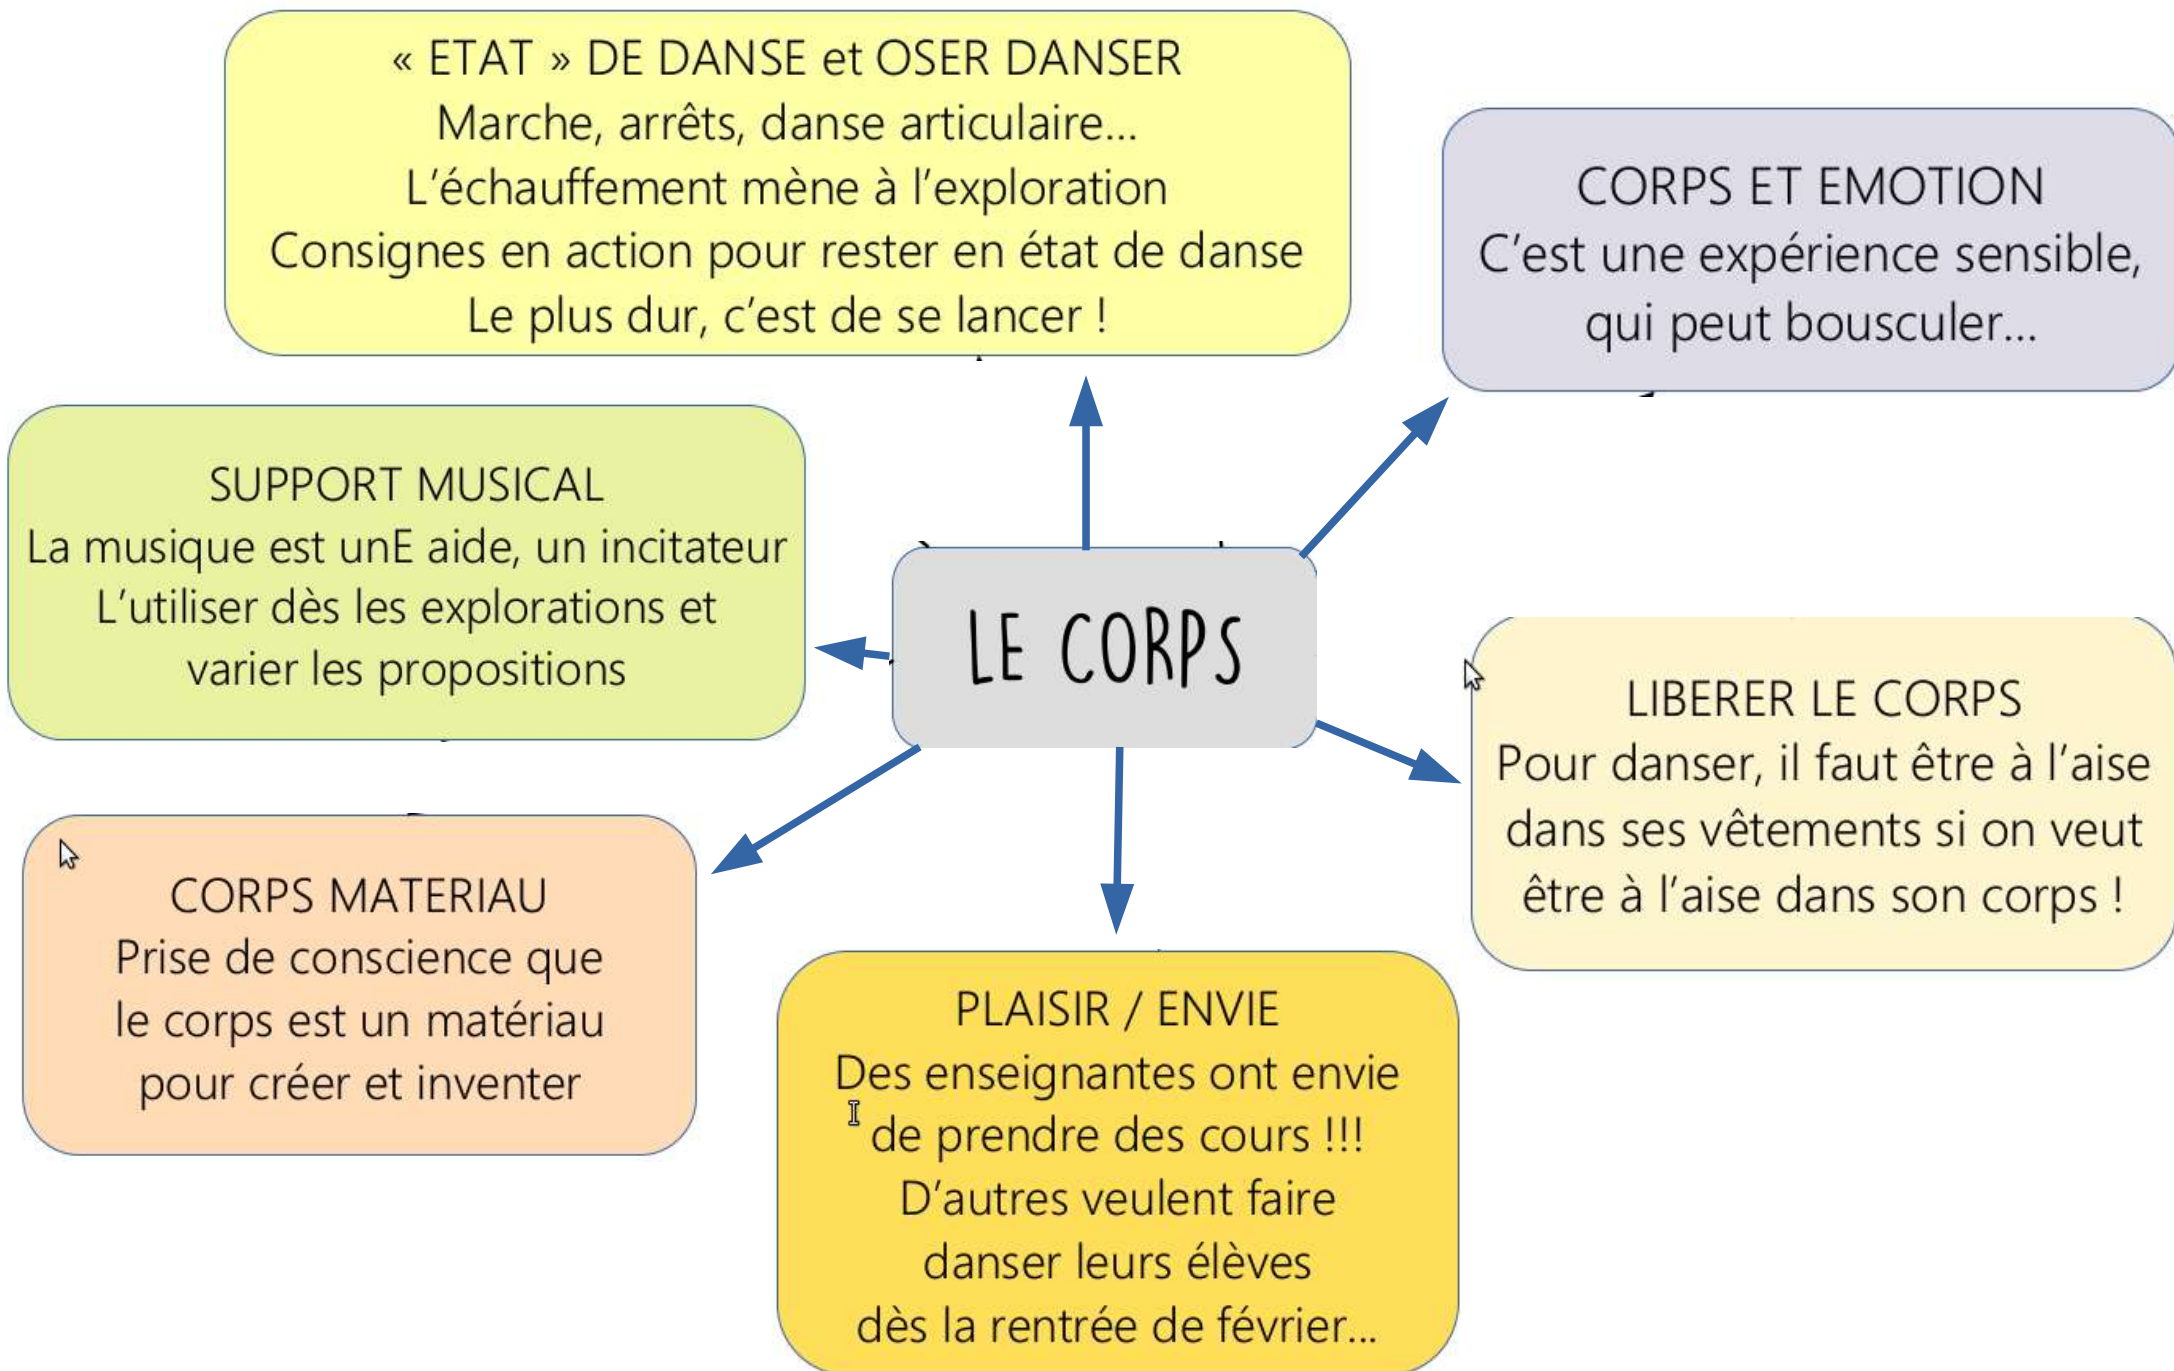 « ETAT » DE DANSE et OSER DANSER
Marche, arrêts, danse articulaire...
L'échauffement mène à l'exploration
Consignes en action pour rester en état de danse
Le plus dur, c'est de se lancer !
CORPS ET EMOTION
C'est une expérience sensible,
qui peut bousculer...
SUPPORT MUSICAL
La musique est unE aide, un incitateur
L'utiliser dès les explorations et
varier les propositions
LE CORPS
LIBERER LE CORPS
Pour danser, il faut être à l'aise
dans ses vêtements si on veut
être à l'aise dans son corps !
CORPS MATERIAU
Prise de conscience que
le corps est un matériau
pour créer et inventer
PLAISIR / ENVIE
Des enseignantes ont envie
de prendre des cours !!!
D'autres veulent faire
danser leurs élèves
dès la rentrée de février...